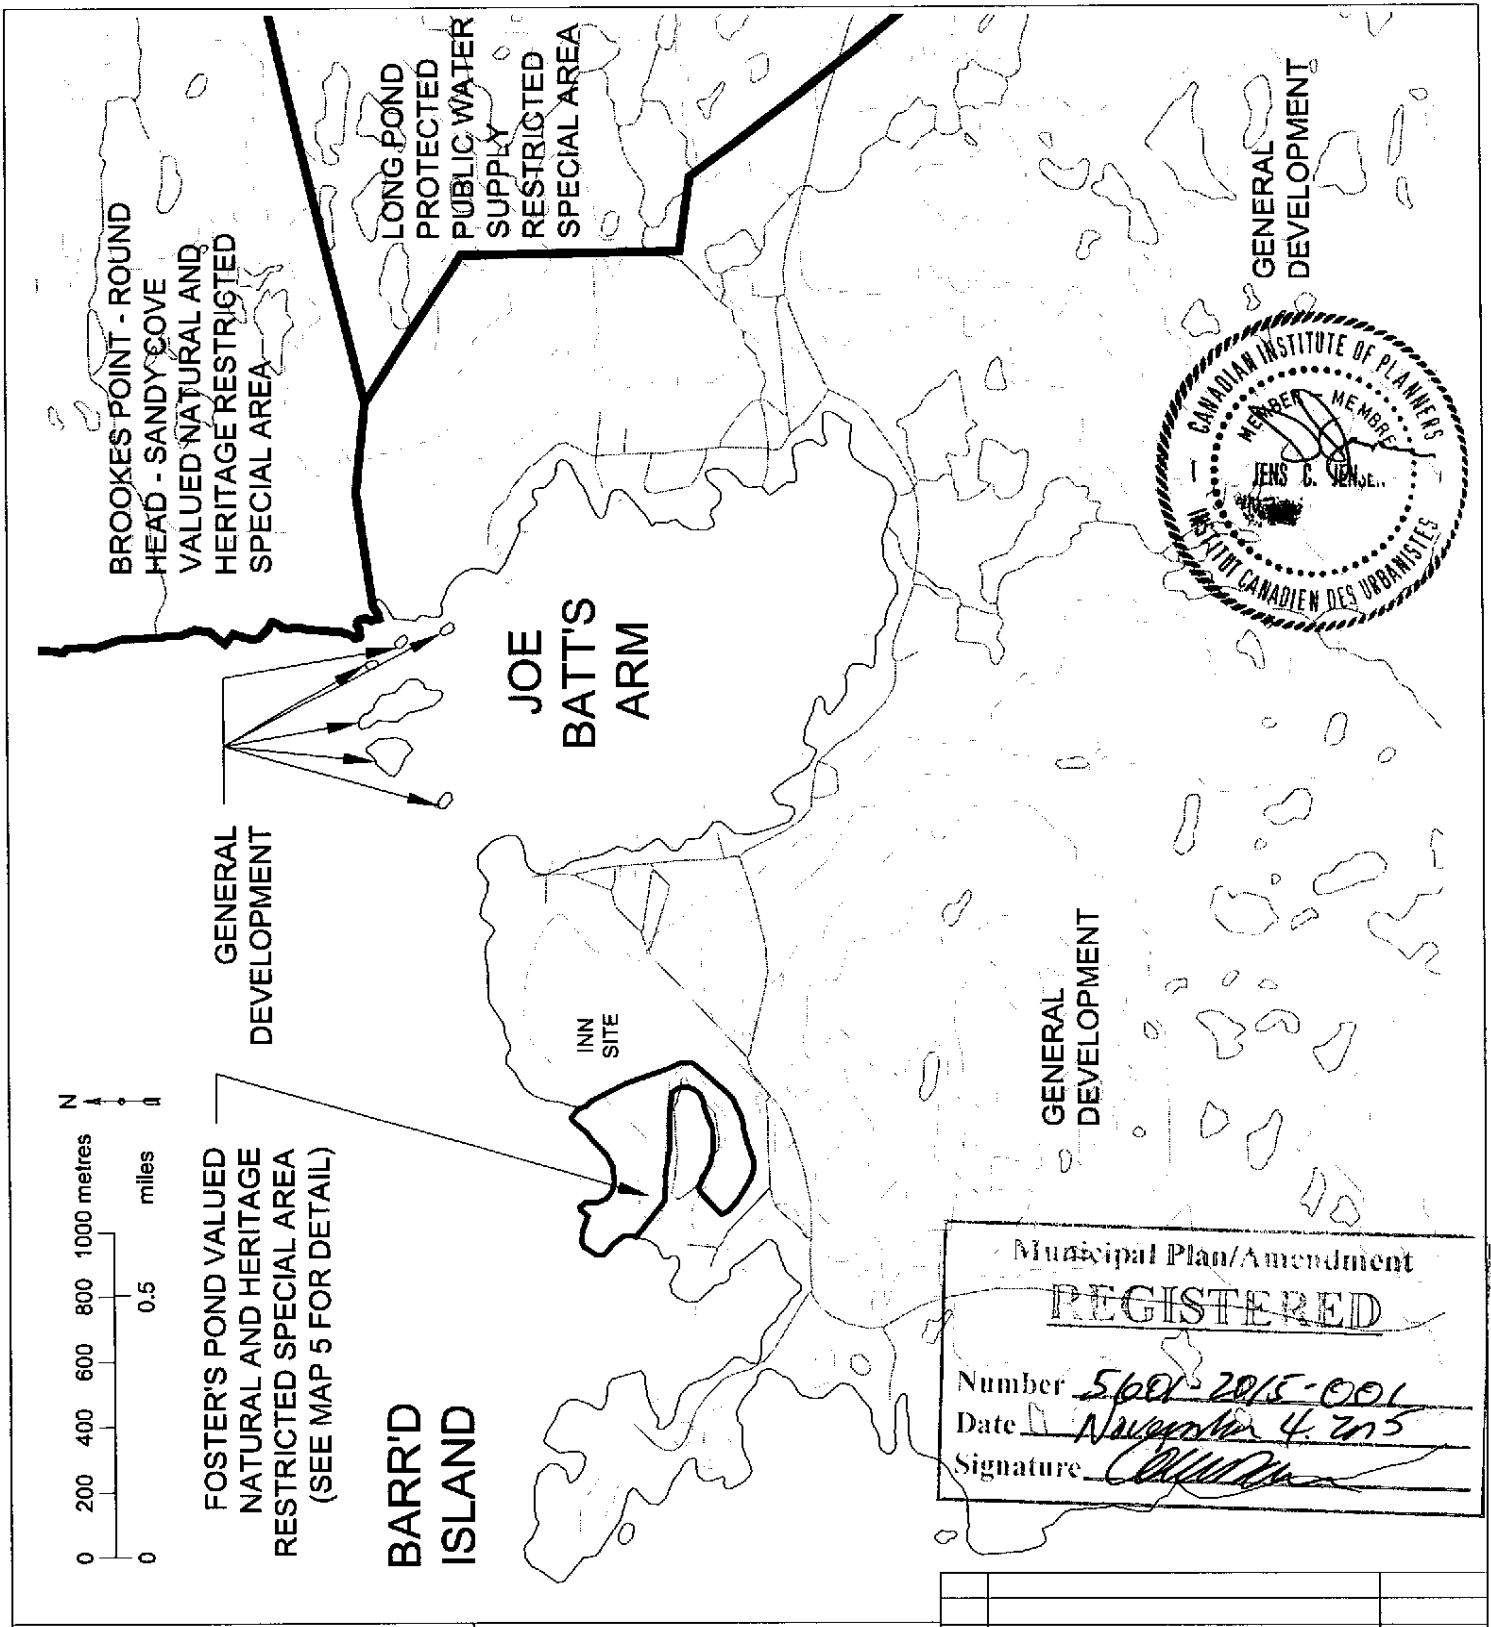 0
200
400
600
800
1000 metres
0
0.5
miles
N
FOSTER'S POND VALUED
NATURAL AND HERITAGE
RESTRICTED SPECIAL AREA
(SEE MAP 5 FOR DETAIL)
BARR'D
ISLAND
GENERAL
DEVELOPMENT
INN
SITE
JOE
BATT'S
ARM
BROOKES POINT - ROUND
HEAD - SANDY COVE
VALUED NATURAL AND
HERITAGE RESTRICTED
SPECIAL AREA
LONG POND
PROTECTED
PUBLIC WATER
SUPPLY
RESTRICTED
SPECIAL AREA
GENERAL
DEVELOPMENT
GENERAL
DEVELOPMENT
CANADIAN INSTITUTE OF PLANNERS
MEMBER - MEMBRE
JENS C. JENSEN
INSTITUT CANADIEN DES URBANISTES
Municipal Plan/Amendment
REGISTERED
Number 5601-2015-001
Date November 4. 2015
Signature